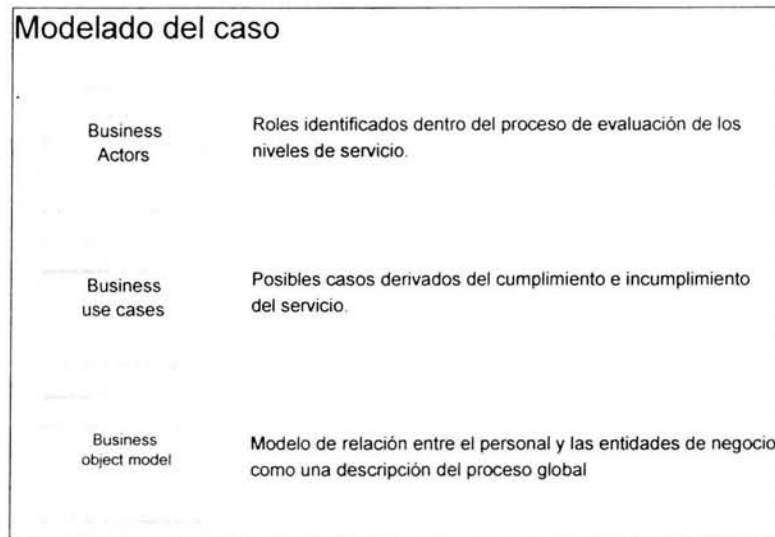 Modelado del caso
Business
Actors
Roles identificados dentro del proceso de evaluación de los
niveles de servicio.
Business
use cases
Posibles casos derivados del cumplimiento e incumplimiento
del servicio.
Business
object model
Modelo de relación entre el personal y las entidades de negocio
como una descripción del proceso global